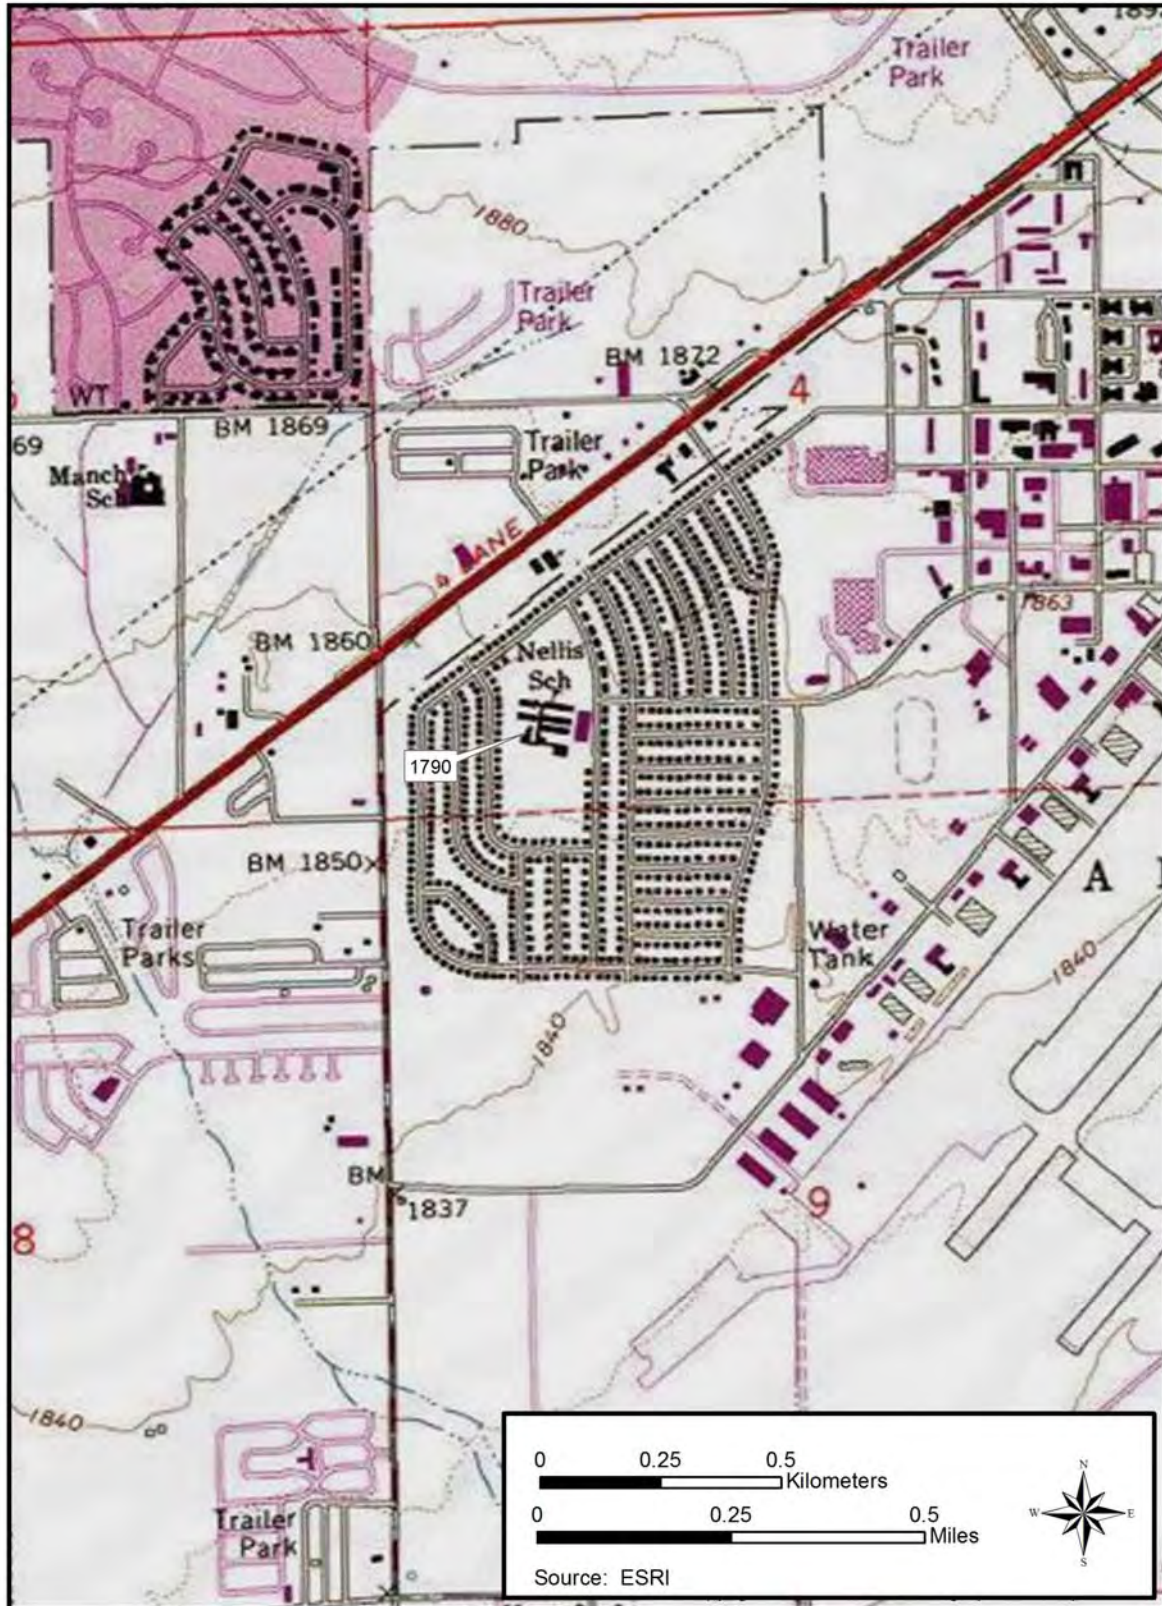 1893
Trailer
Park
1880
Trailer
Park
BM 1872
4
WT
BM 1869
69
Trailer
Park
Manch
Sch
4 LANE
1863
BM 1860
Nellis
Sch
1790
BM 1850
A
Trailer
Parks
Water
Tank
1840
1840
BM
1837
9
8
1840
Trailer
Park
0 0.25 0.5
Kilometers
0 0.25 0.5
Miles
Source: ESRI
N
W E
S